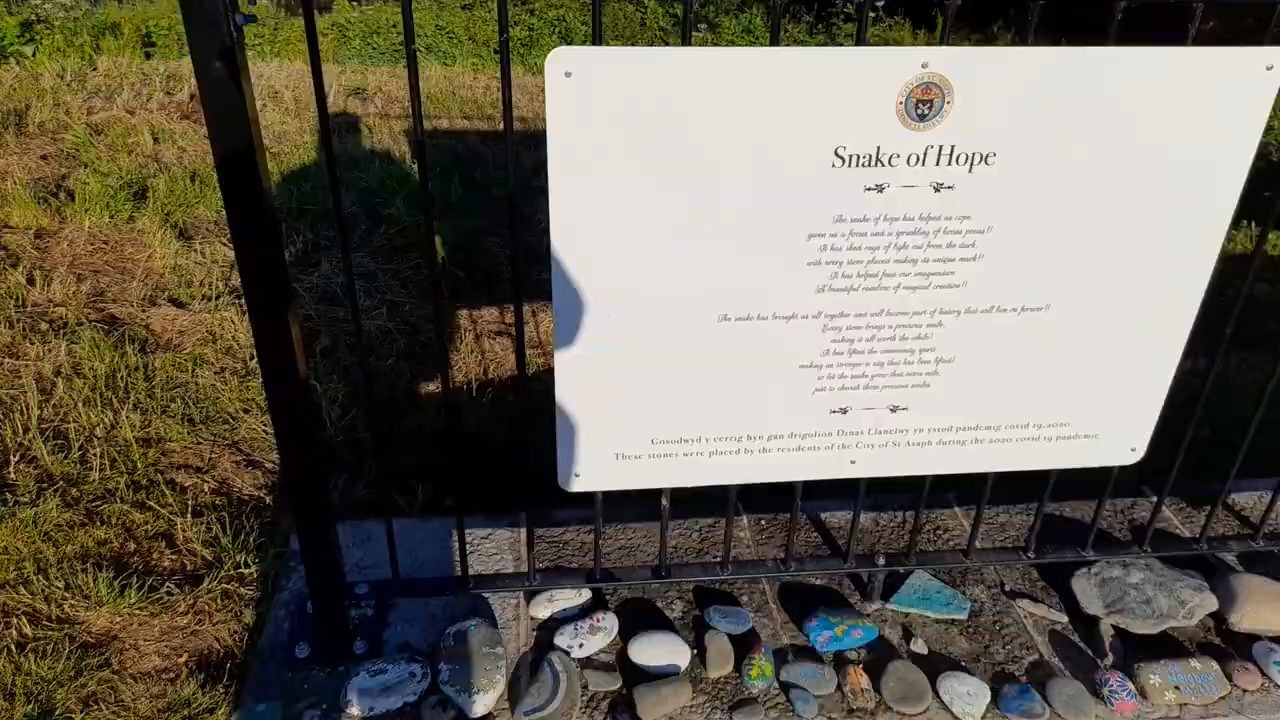 CITY OF ST ASAPH
Snake of Hope
The snake of hope has helped us cope,
given us a focus and a sprinkling of hocus pocus!!
It has shed rays of light out from the dark,
with every stone placed making its unique mark!!
It has helped fuse our imagination
A beautiful rainbow of magical creation!!
The snake has brought us all together and will become part of history that will live on forever!!
Every stone brings a precious smile,
making it all worth the while!
It has lifted the community spirit
making us stronger a city that has been lifted!
so let the snake grow that extra mile,
just to cherish those precious smiles
Gosodwyd y cerrig hyn gan drigolion Dinas Llanelwy yn ystod pandemig covid 19, 2020
These stones were placed by the residents of the City of St Asaph during the 2020 covid 19 pandemic